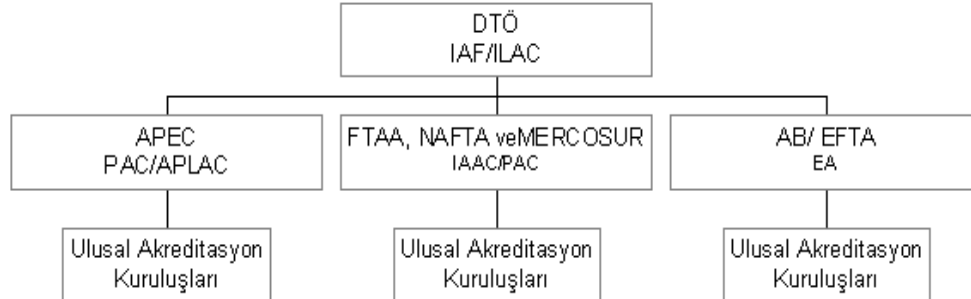 DTÖ
IAF/ILAC
APEC
PAC/APLAC
FTAA, NAFTA veMERCOSUR
IAAC/PAC
AB/ EFTA
EA
Ulusal Akreditasyon
Kuruluşları
Ulusal Akreditasyon
Kuruluşları
Ulusal Akreditasyon
Kuruluşları